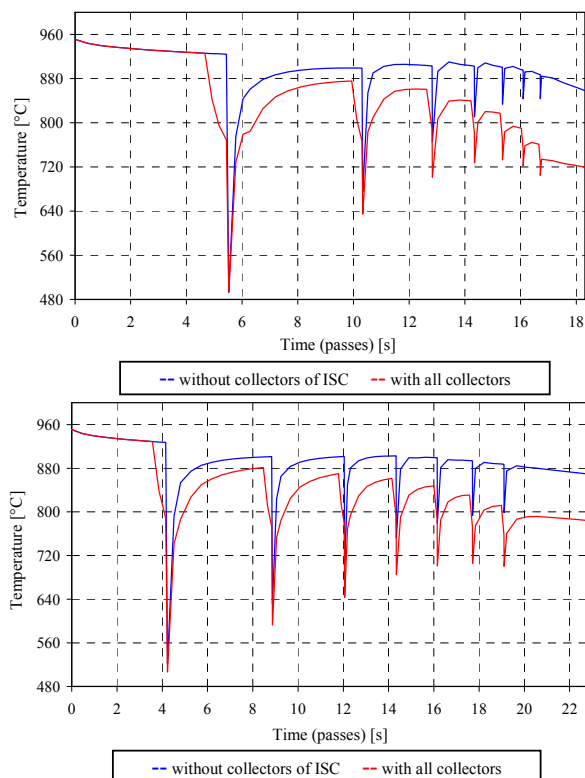 960
880
800
720
640
560
480
Temperature [°C]
0 2 4 6 8 10 12 14 16 18
Time (passes) [s]
without collectors of ISC with all collectors
960
880
800
720
640
560
480
Temperature [°C]
0 2 4 6 8 10 12 14 16 18 20 22
Time (passes) [s]
without collectors of ISC with all collectors